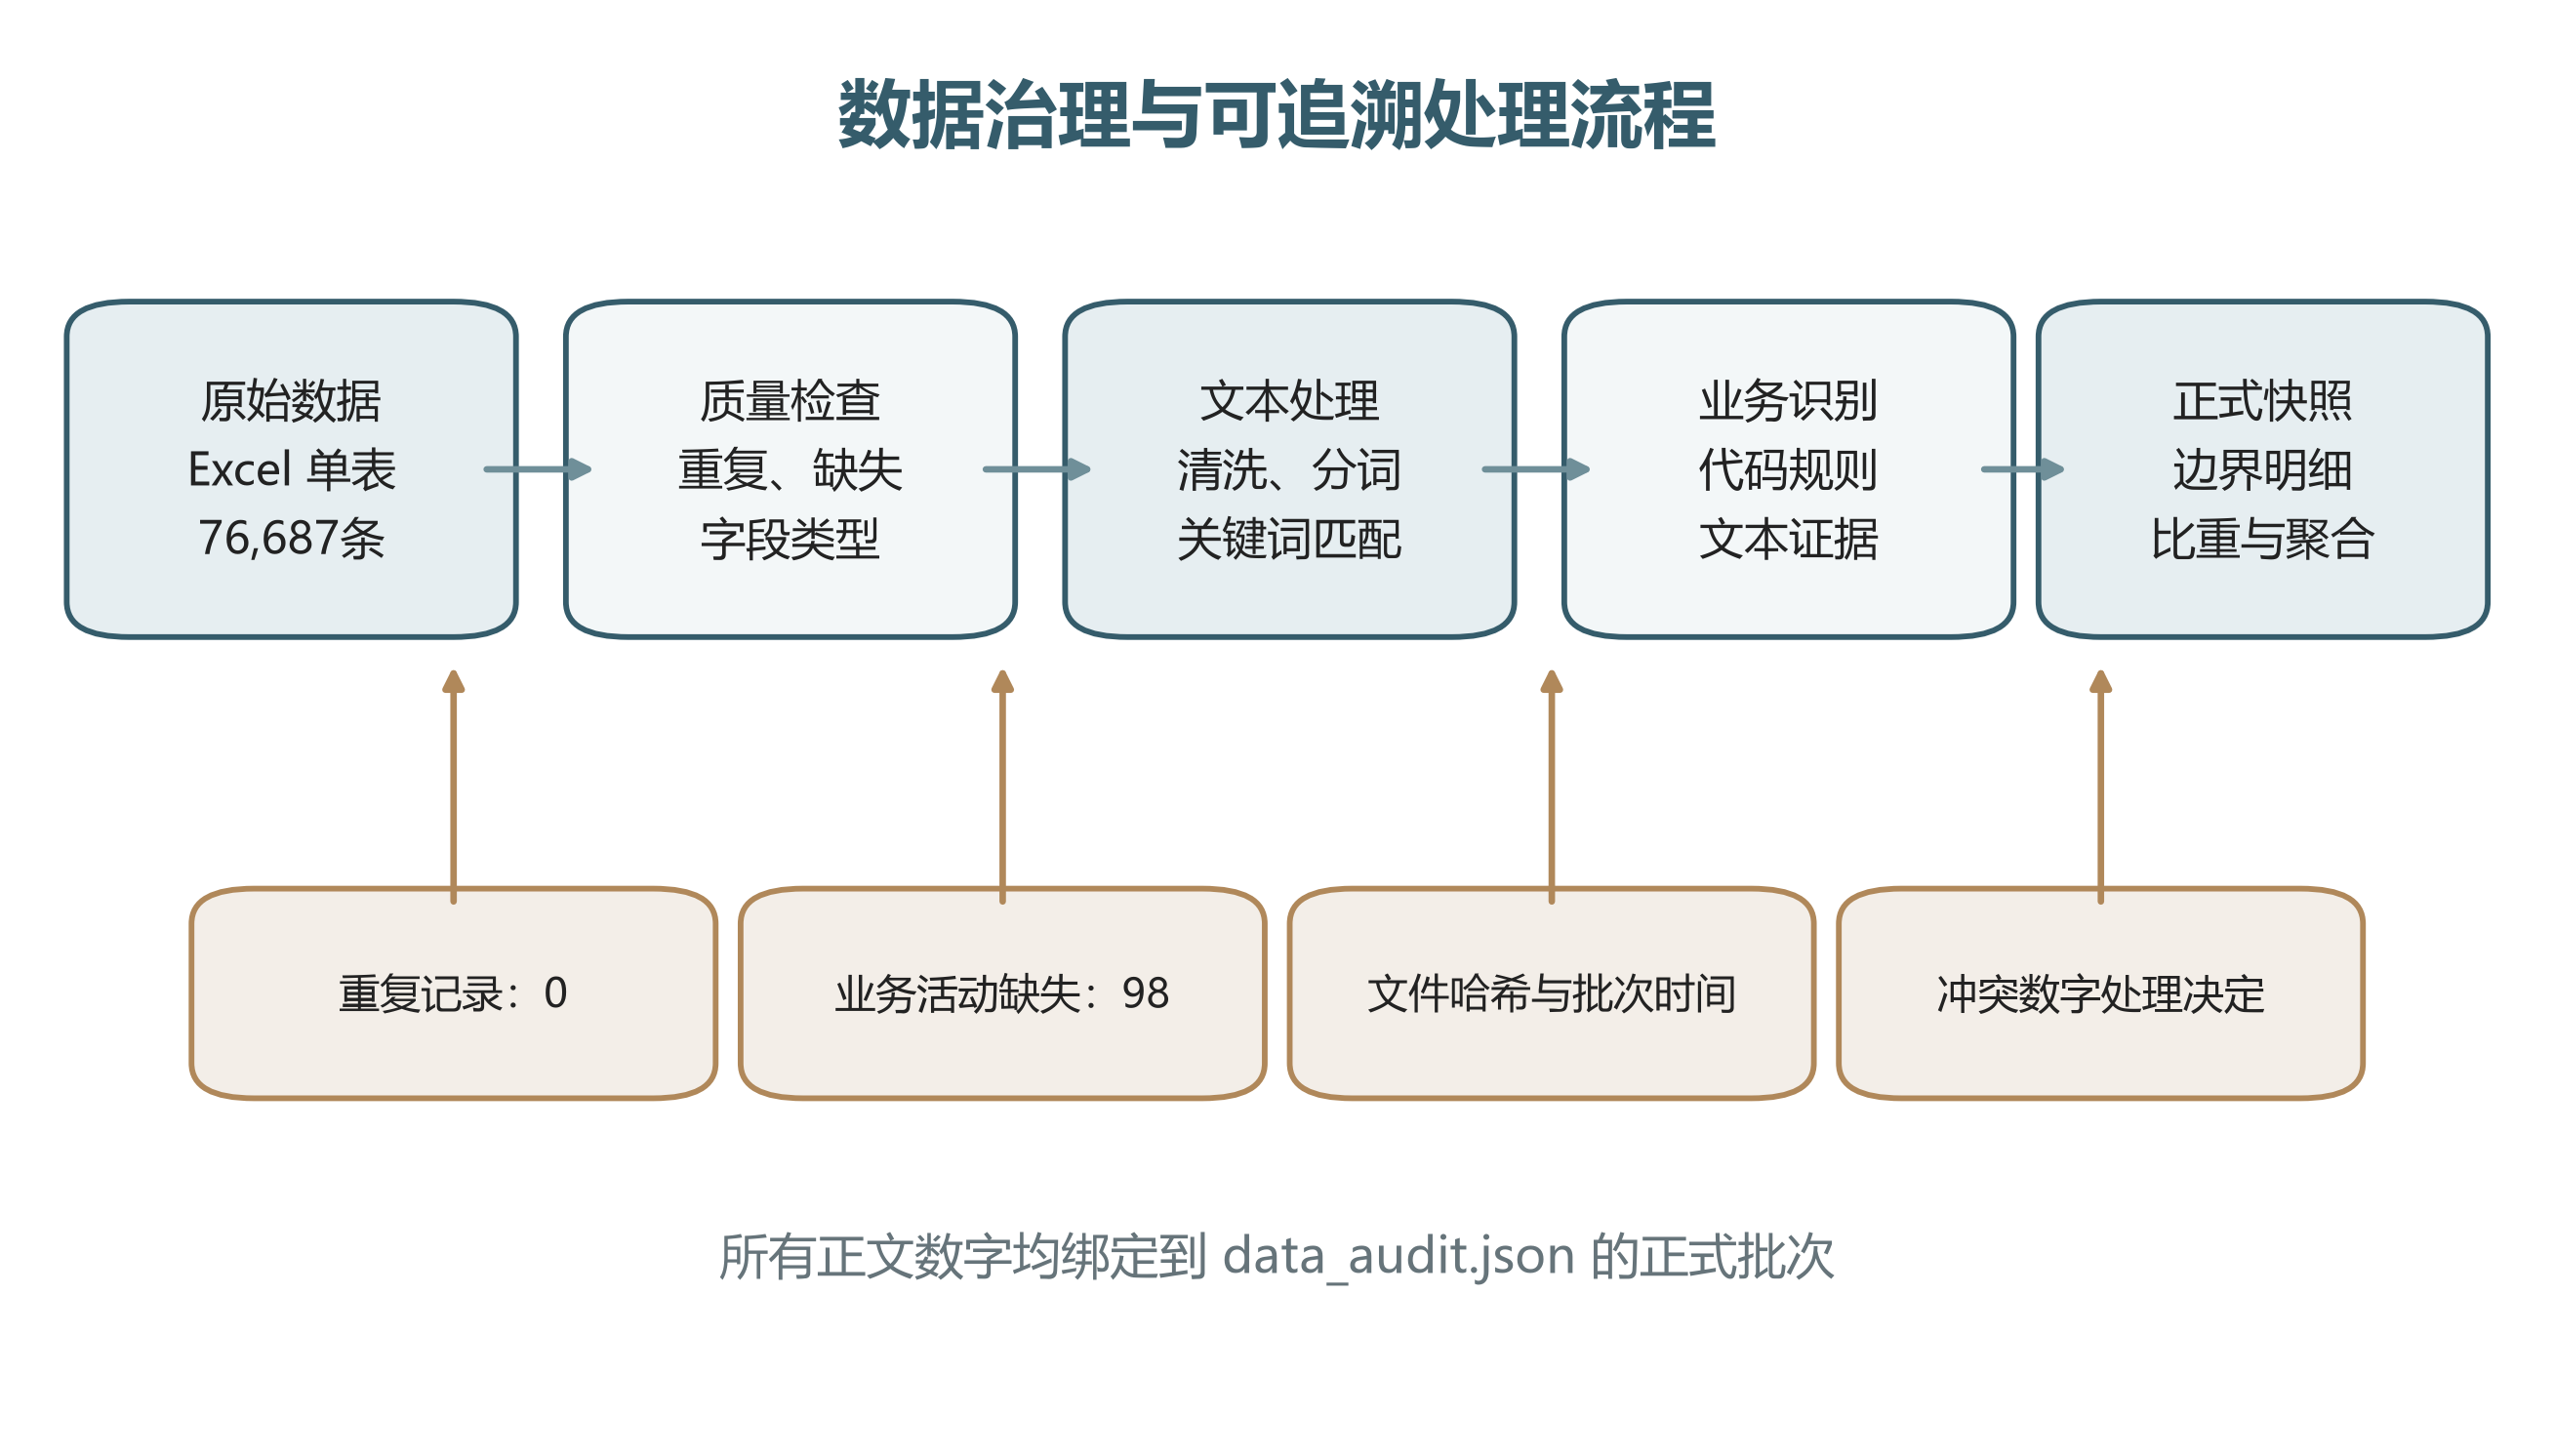 数据治理与可追溯处理流程
原始数据
Excel 单表
76,687条
质量检查
重复、缺失
字段类型
文本处理
清洗、分词
关键词匹配
业务识别
代码规则
文本证据
正式快照
边界明细
比重与聚合
重复记录：0
业务活动缺失：98
文件哈希与批次时间
冲突数字处理决定
所有正文数字均绑定到 data_audit.json 的正式批次